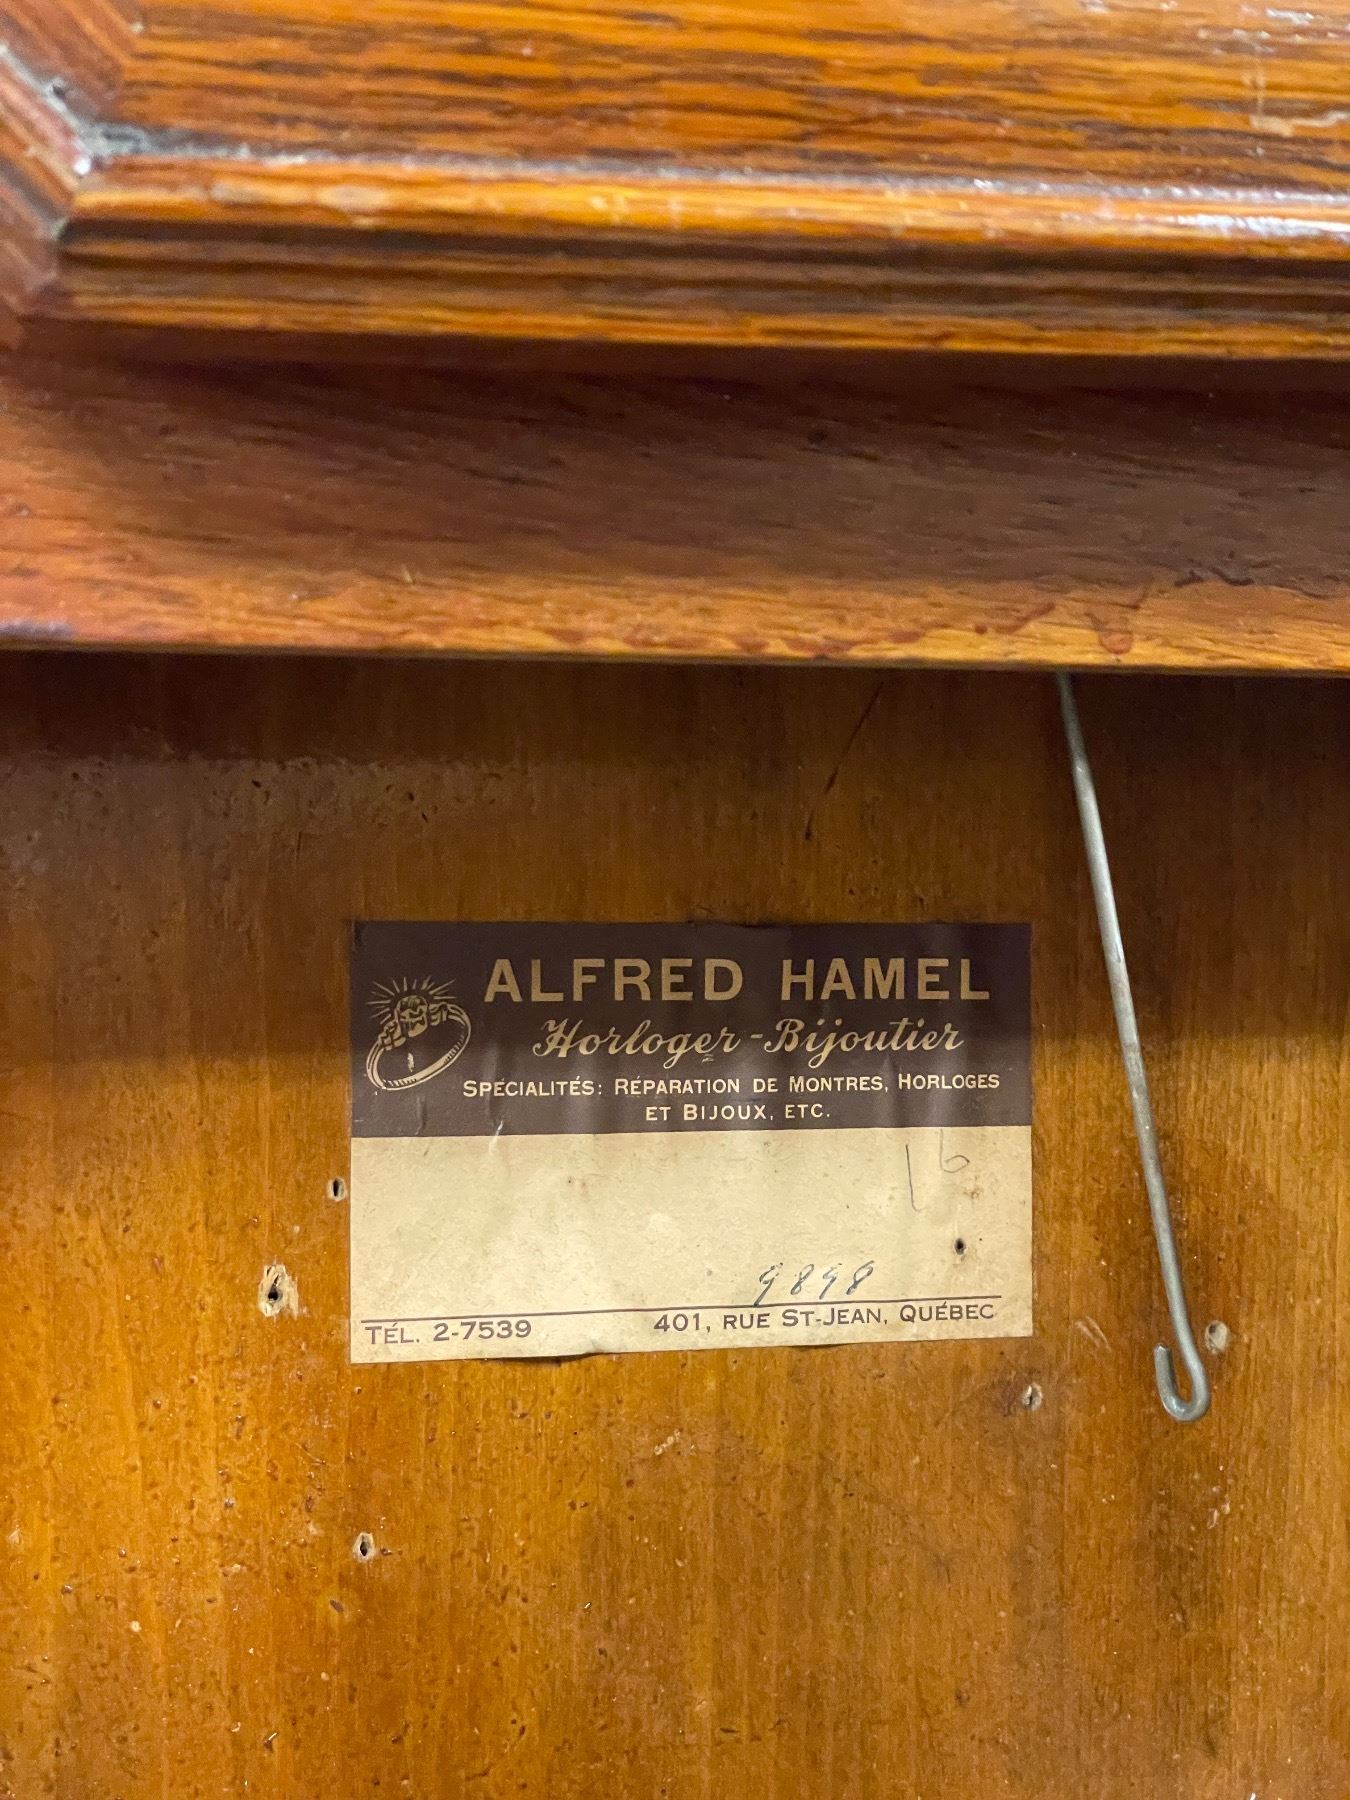 ALFRED HAMEL
Horloger-Bijoutier
SPÉCIALITÉS: RÉPARATION DE MONTRES, HORLOGES
ET BIJOUX, ETC.
16
9898
TÉL. 2-7539 401, RUE ST-JEAN, QUÉBEC